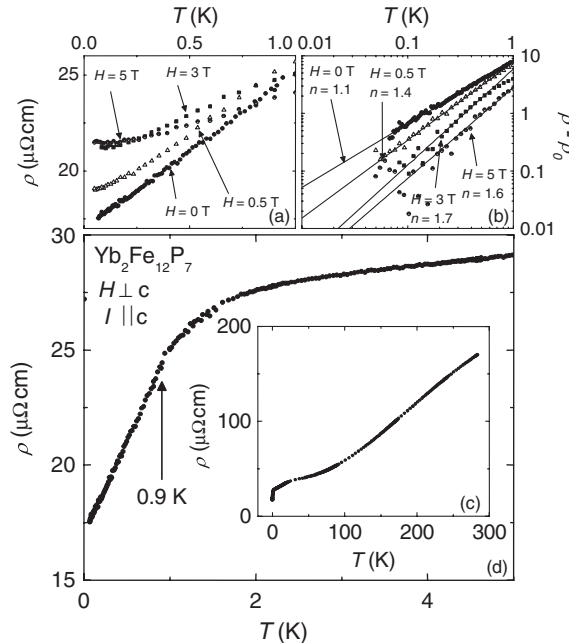 T (K)
0.0 0.5 1.0
T (K)
0.01 0.1 1
25
20
ρ (μΩcm)
H = 5 T
H = 3 T
H = 0.5 T
H = 0 T
(a)
H = 0 T
n = 1.1
H = 0.5 T
n = 1.4
H = 5 T
n = 1.6
H = 3 T
n = 1.7
(b)
10
1
0.1
0.01
ρ - ρ0
30
25
20
15
ρ (μΩcm)
Yb2Fe12P7
H ⊥ c
I || c
0.9 K
200
100
0
ρ (μΩcm)
0 100 200 300
T (K)
(c)
(d)
0 2 4
T (K)